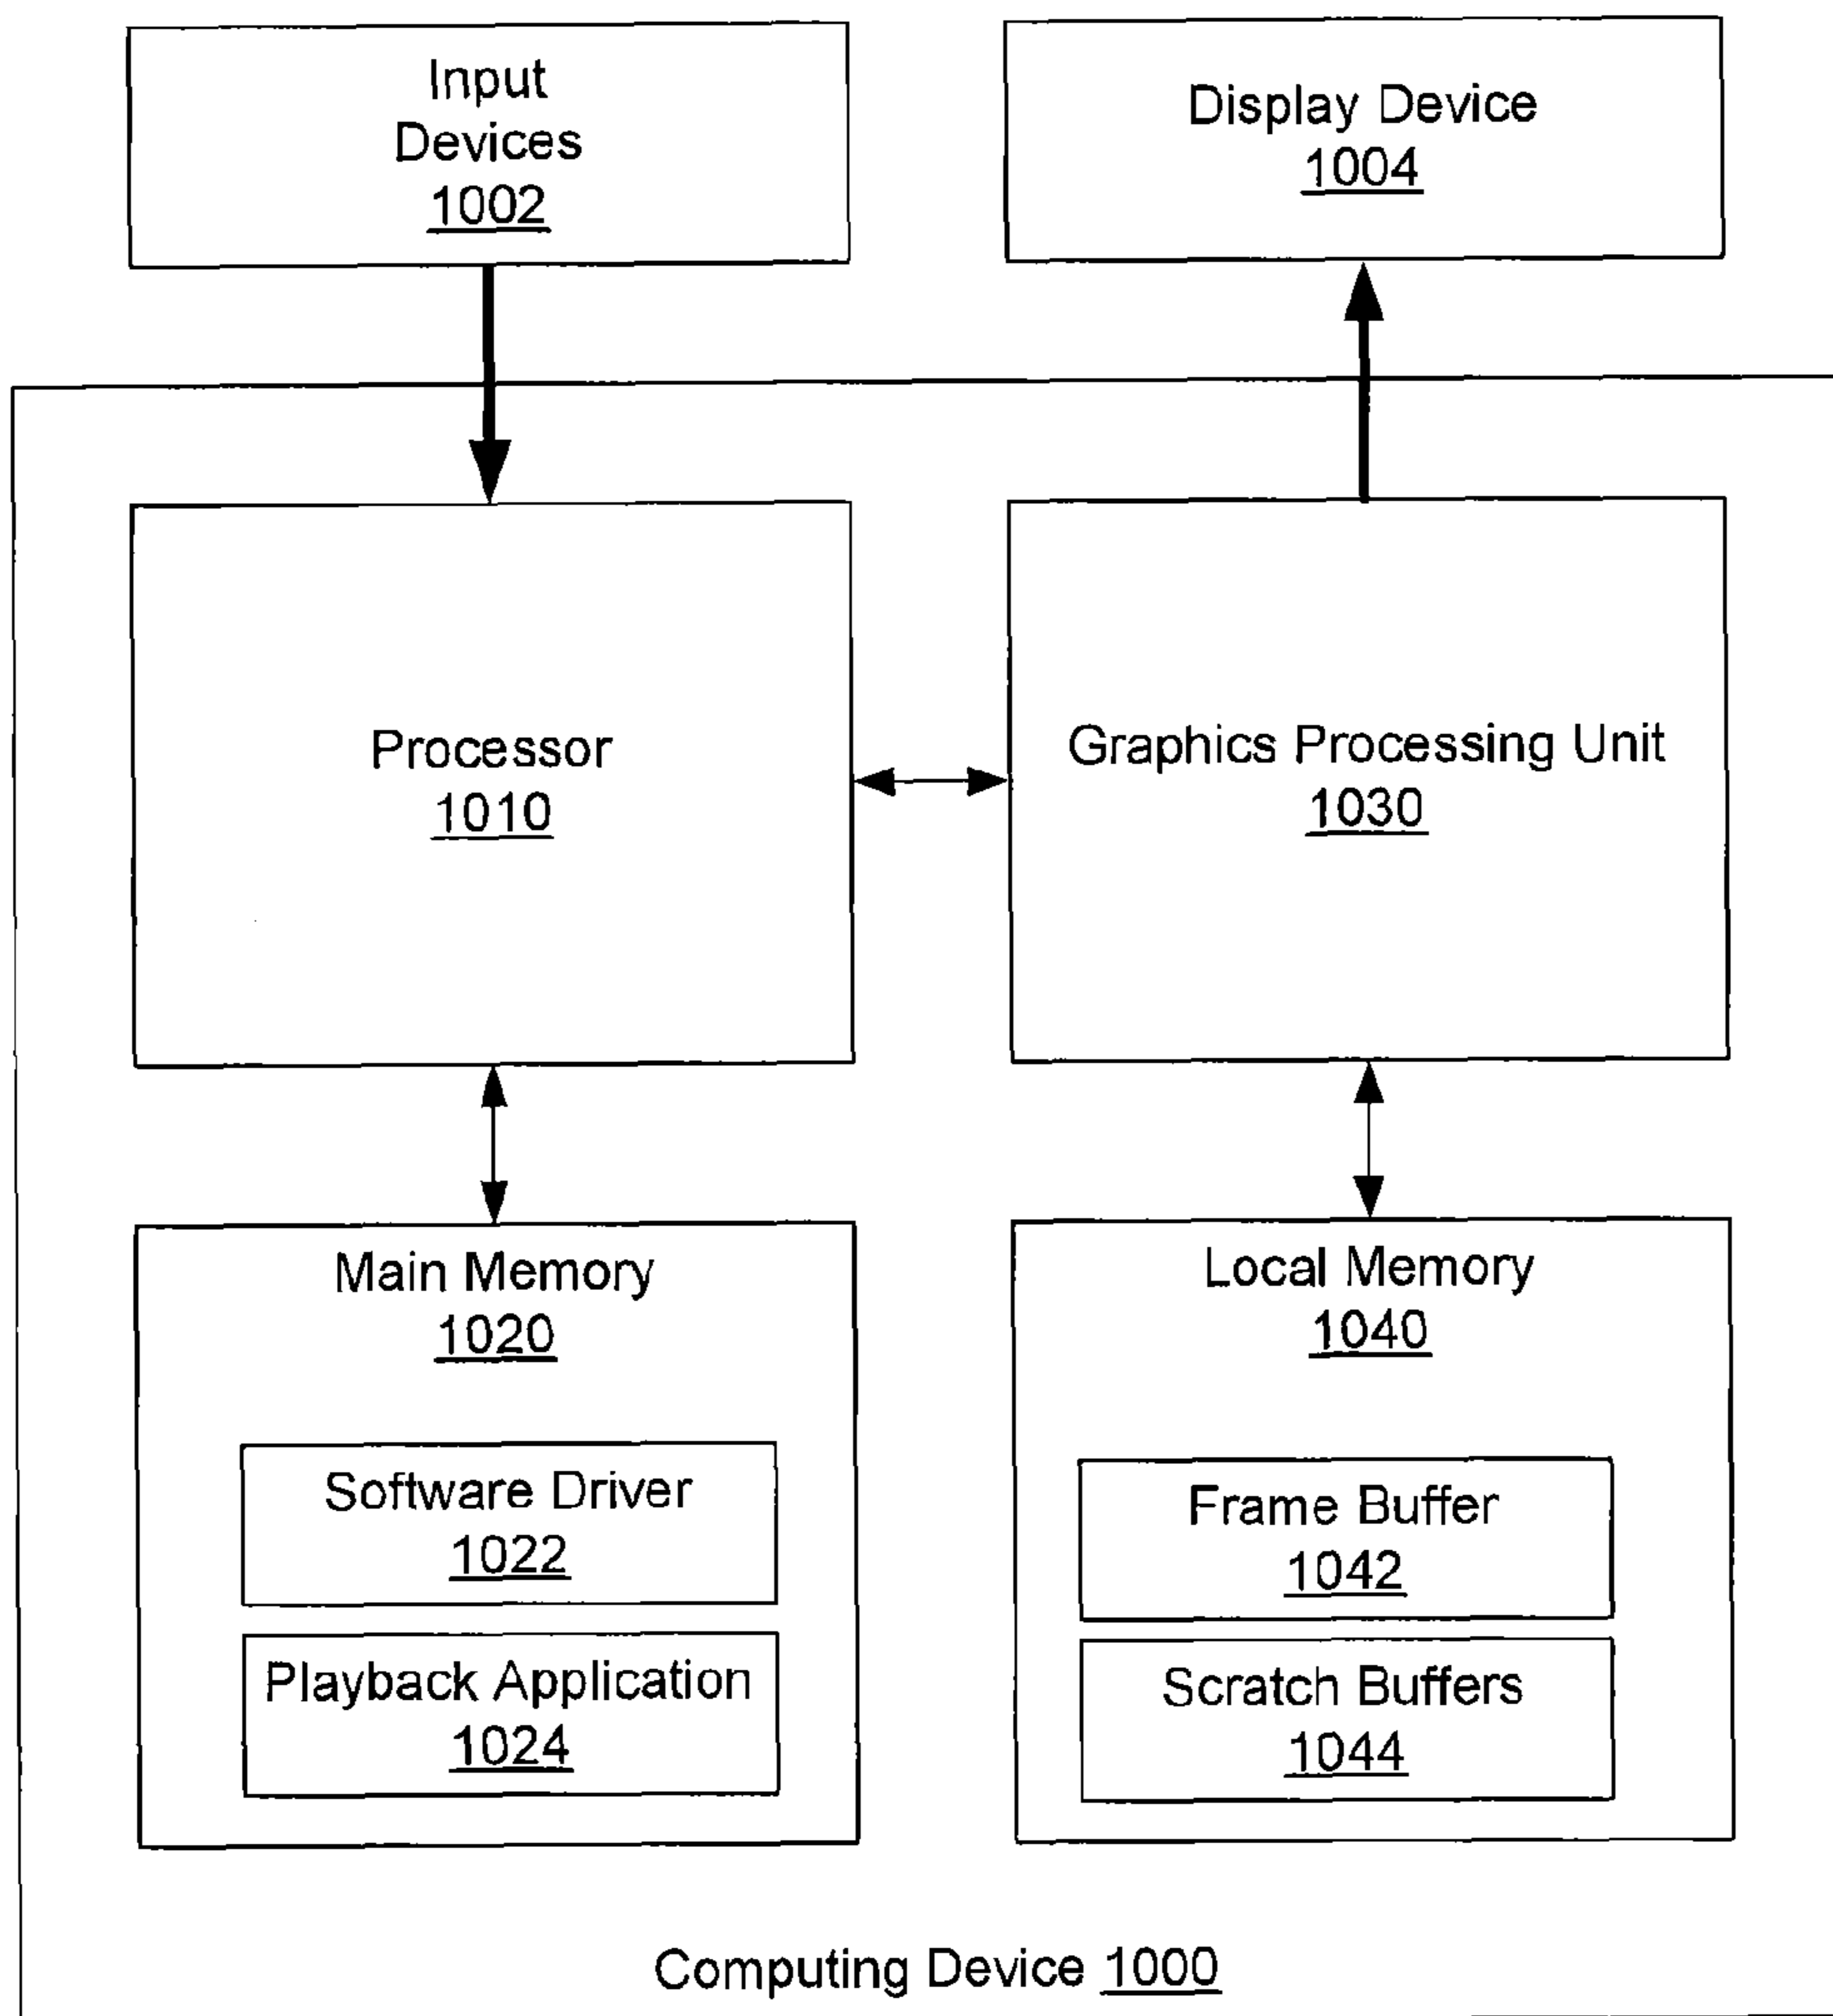 Input
Devices
1002
Display Device
1004
Processor
1010
Graphics Processing Unit
1030
Main Memory
1020
Software Driver
1022
Playback Application
1024
Local Memory
1040
Frame Buffer
1042
Scratch Buffers
1044
Computing Device 1000